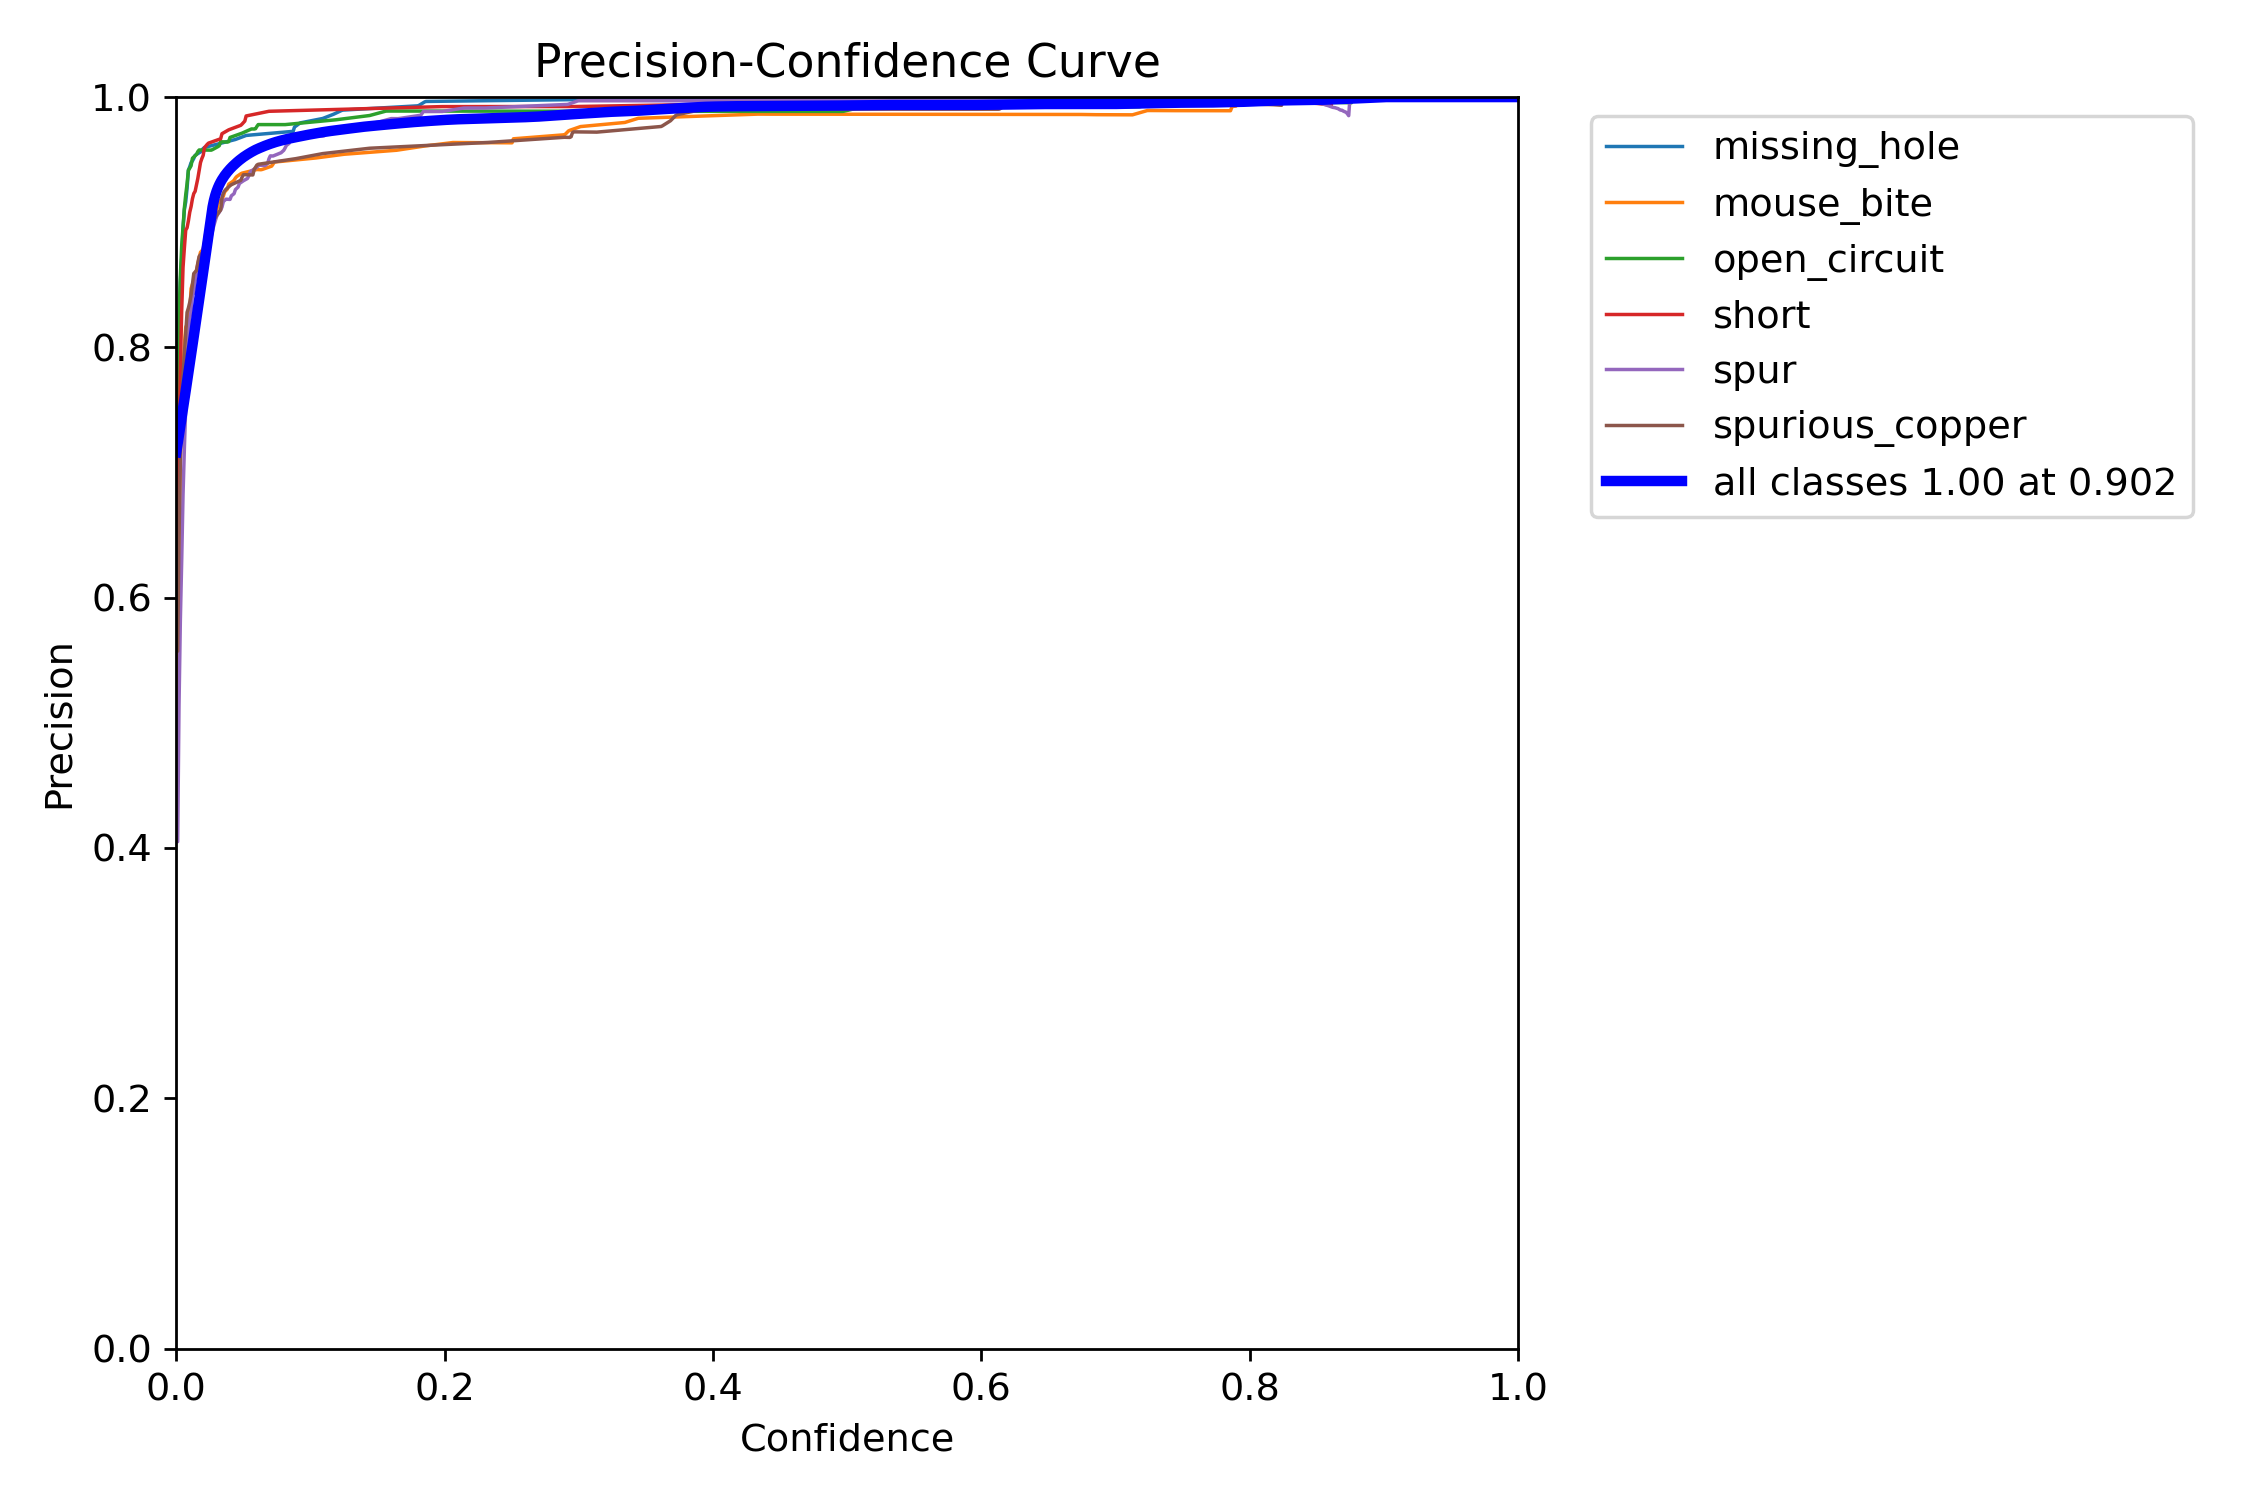 Precision-Confidence Curve
1.0
0.8
0.6
0.4
0.2
0.0
Precision
0.0 0.2 0.4 0.6 0.8 1.0
Confidence
missing_hole
mouse_bite
open_circuit
short
spur
spurious_copper
all classes 1.00 at 0.902